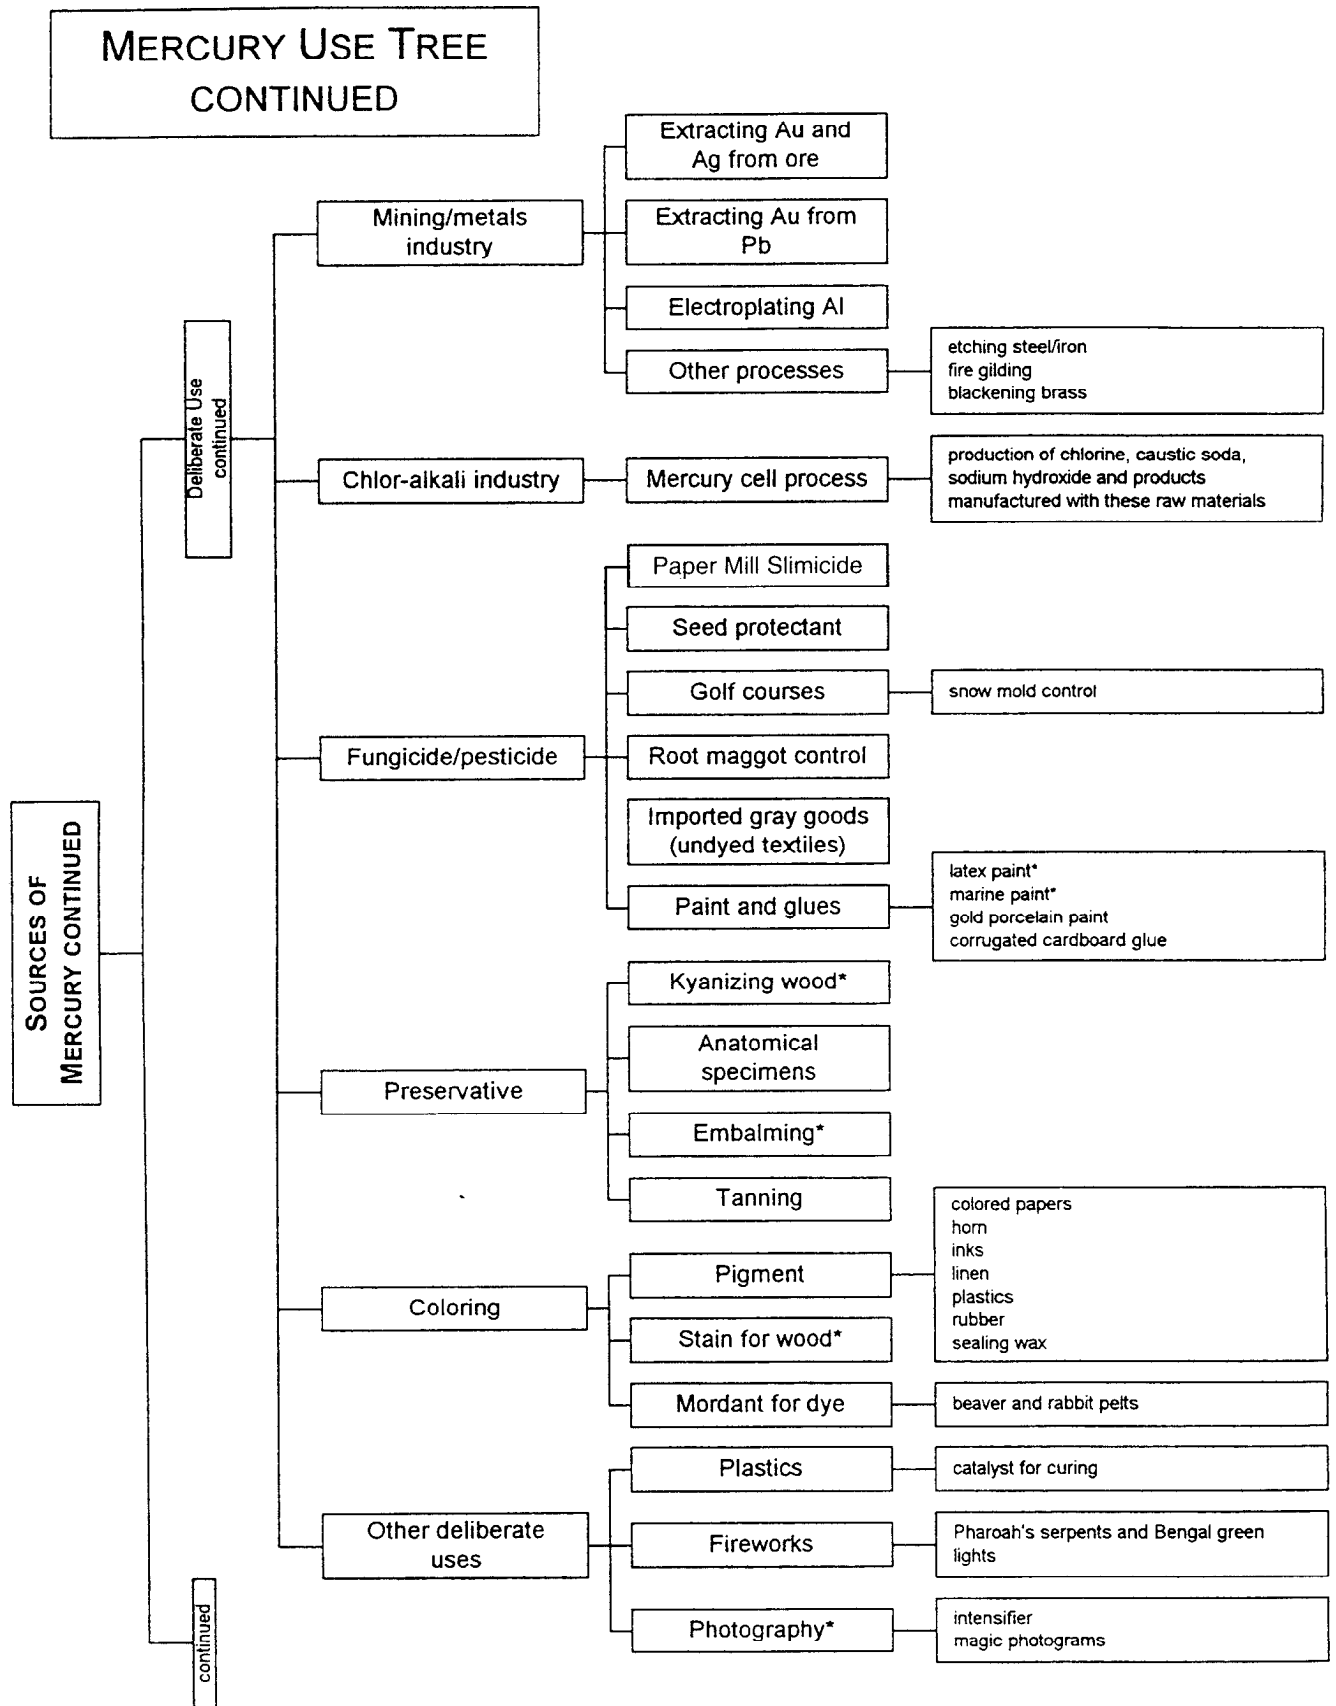 MERCURY USE TREE
CONTINUED
SOURCES OF
MERCURY CONTINUED
Deliberate Use
continued
Mining/metals
industry
Extracting Au and
Ag from ore
Extracting Au from
Pb
Electroplating Al
Other processes
etching steel/iron
fire gilding
blackening brass
Chlor-alkali industry
Mercury cell process
production of chlorine, caustic soda,
sodium hydroxide and products
manufactured with these raw materials
Fungicide/pesticide
Paper Mill Slimicide
Seed protectant
Golf courses
snow mold control
Root maggot control
Imported gray goods
(undyed textiles)
Paint and glues
latex paint*
marine paint*
gold porcelain paint
corrugated cardboard glue
Preservative
Kyanizing wood*
Anatomical
specimens
Embalming*
Tanning
Coloring
Pigment
colored papers
horn
inks
linen
plastics
rubber
sealing wax
Stain for wood*
Mordant for dye
beaver and rabbit pelts
Other deliberate
uses
Plastics
catalyst for curing
Fireworks
Pharoah's serpents and Bengal green
lights
Photography*
intensifier
magic photograms
continued